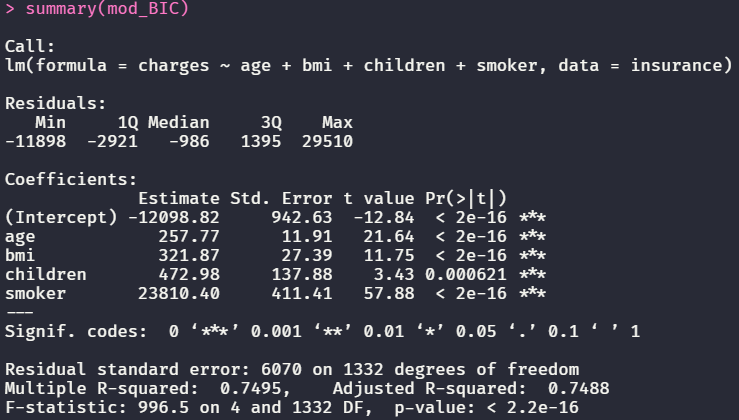 > summary(mod_BIC)

Call:
lm(formula = charges ~ age + bmi + children + smoker, data = insurance)

Residuals:
   Min     1Q Median     3Q    Max
-11898  -2921   -986   1395  29510

Coefficients:
             Estimate Std. Error t value Pr(>|t|)
(Intercept) -12098.82     942.63  -12.84  < 2e-16 ***
age            257.77      11.91   21.64  < 2e-16 ***
bmi            321.87      27.39   11.75  < 2e-16 ***
children       472.98     137.88    3.43 0.000621 ***
smoker       23810.40     411.41   57.88  < 2e-16 ***
---
Signif. codes:  0 ‘***’ 0.001 ‘**’ 0.01 ‘*’ 0.05 ‘.’ 0.1 ‘ ’ 1

Residual standard error: 6070 on 1332 degrees of freedom
Multiple R-squared:  0.7495,    Adjusted R-squared:  0.7488
F-statistic: 996.5 on 4 and 1332 DF,  p-value: < 2.2e-16